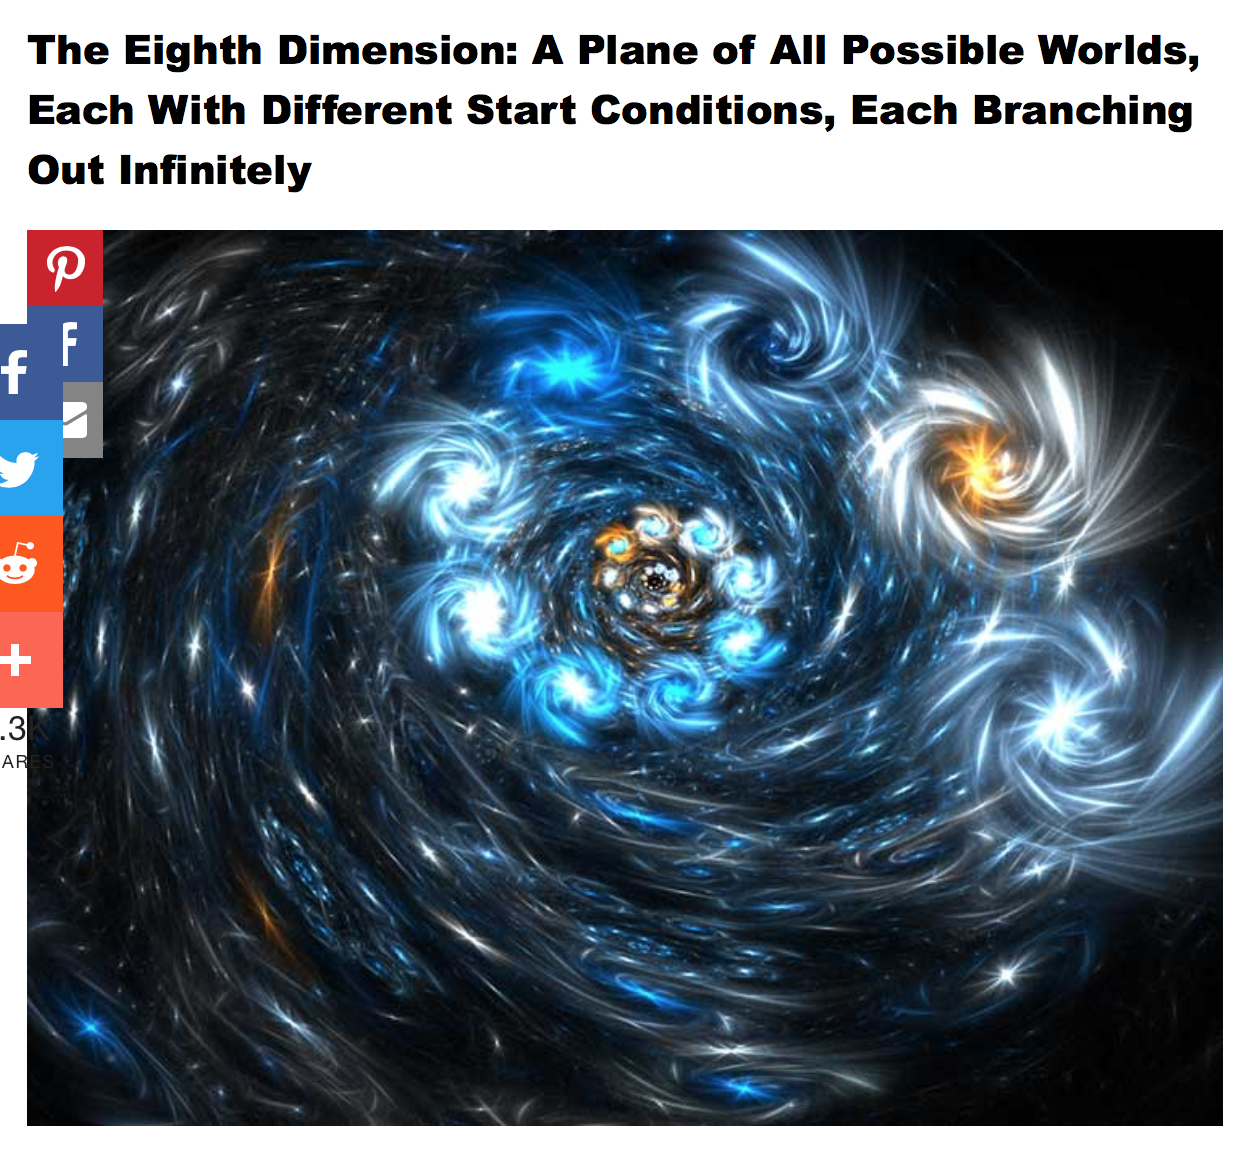 The Eighth Dimension: A Plane of All Possible Worlds,
Each With Different Start Conditions, Each Branching
Out Infinitely
.3K
ARES